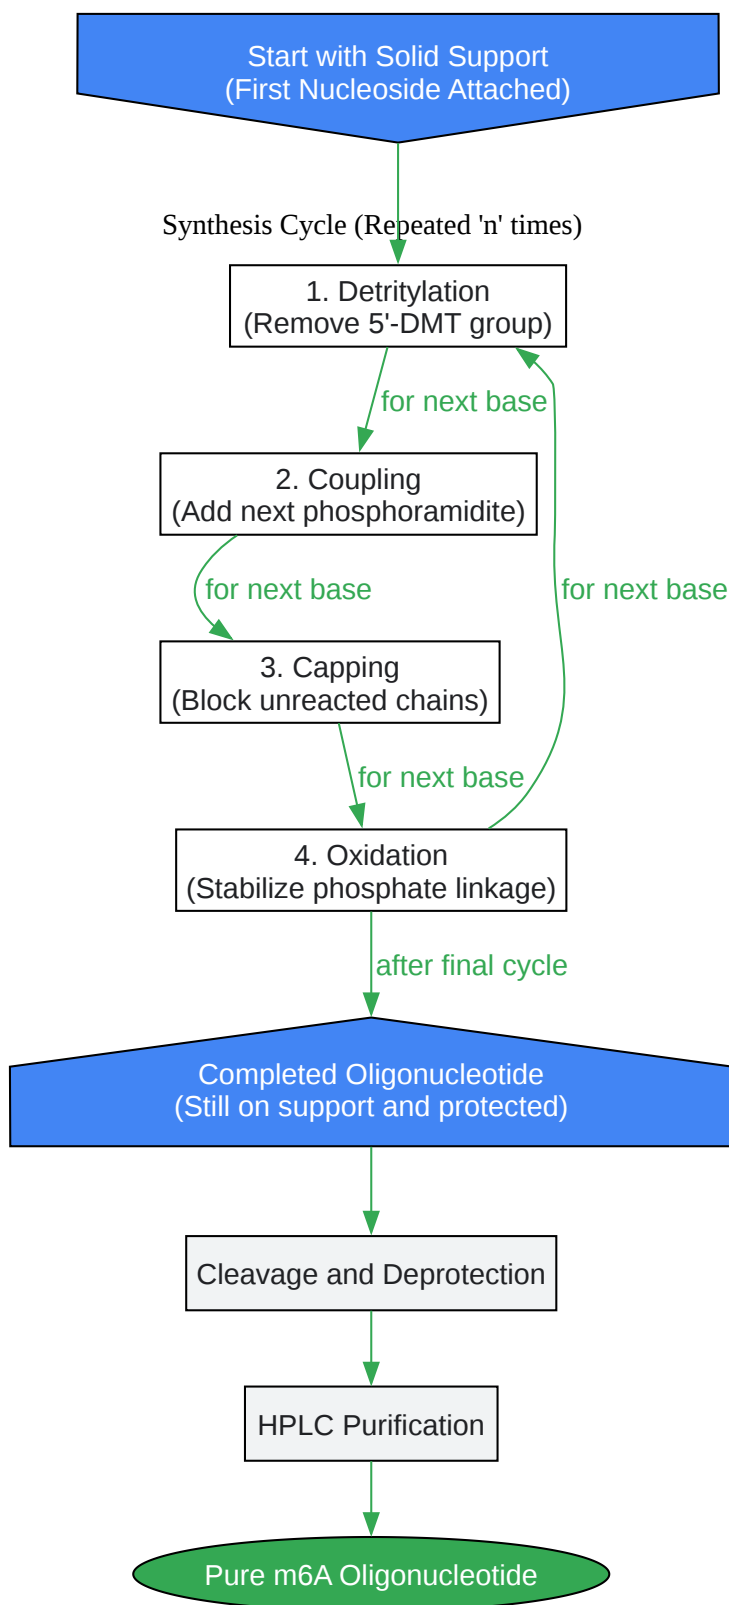 Start with Solid Support
(First Nucleoside Attached)
Synthesis Cycle (Repeated 'n' times)
1. Detritylation
(Remove 5'-DMT group)
for next base
2. Coupling
(Add next phosphoramidite)
for next base
for next base
3. Capping
(Block unreacted chains)
for next base
4. Oxidation
(Stabilize phosphate linkage)
after final cycle
Completed Oligonucleotide
(Still on support and protected)
Cleavage and Deprotection
HPLC Purification
Pure m6A Oligonucleotide